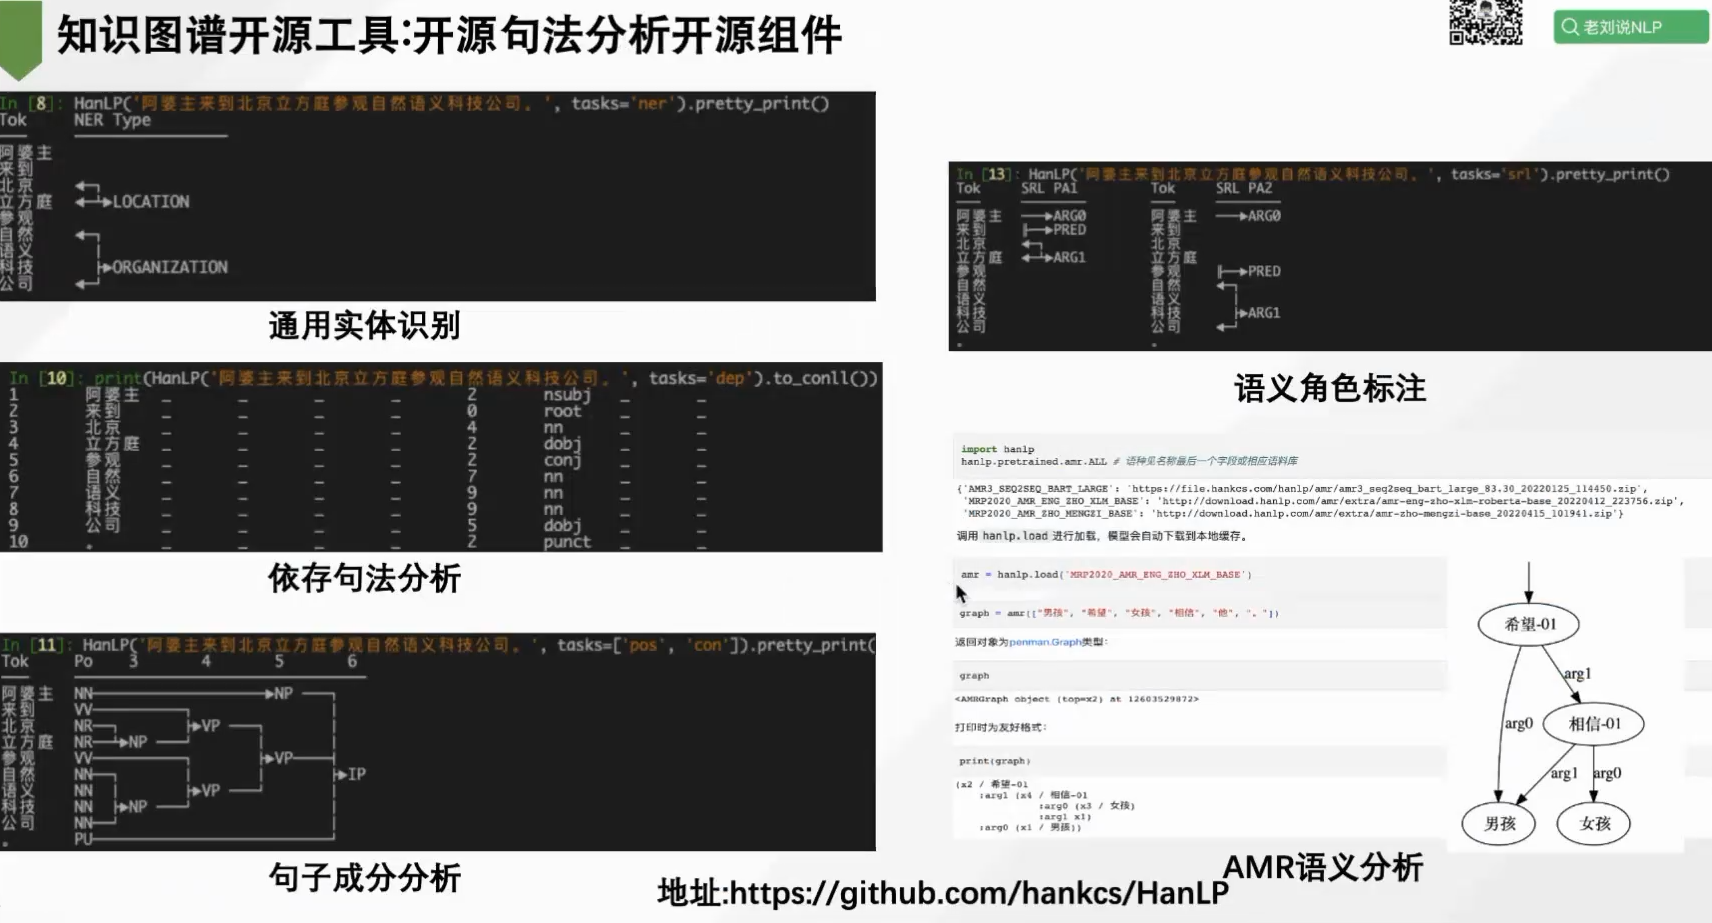 知识图谱开源工具:开源句法分析开源组件
老刘说NLP
In [8]: HanLP('阿婆主来到北京立方庭参观自然语义科技公司。', tasks='ner').pretty_print()
Tok NER Type
阿婆主
来到
北京
立方庭 LOCATION
参观
自然
语义
科技 ORGANIZATION
公司
通用实体识别
In [10]: print(HanLP('阿婆主来到北京立方庭参观自然语义科技公司。', tasks='dep').to_conll())
1 阿婆主 _ _ _ _ 2 nsubj _ _
2 来到 _ _ _ _ 0 root _ _
3 北京 _ _ _ _ 4 nn _ _
4 立方庭 _ _ _ _ 2 dobj _ _
5 参观 _ _ _ _ 2 conj _ _
6 自然 _ _ _ _ 7 nn _ _
7 语义 _ _ _ _ 9 nn _ _
8 科技 _ _ _ _ 9 nn _ _
9 公司 _ _ _ _ 5 dobj _ _
10 。 _ _ _ _ 2 punct _ _
依存句法分析
In [11]: HanLP('阿婆主来到北京立方庭参观自然语义科技公司。', tasks=['pos', 'con']).pretty_print(
Tok Po 3 4 5 6
阿婆主 NN NP
来到 VV
北京 NR VP
立方庭 NR NP
参观 VV VP
自然 NN IP
语义 NN VP
科技 NN NP
公司 NN
。 PU
句子成分分析
In [13]: HanLP('阿婆主来到北京立方庭参观自然语义科技公司。', tasks='srl').pretty_print()
Tok SRL PA1 Tok SRL PA2
阿婆主 ARG0 阿婆主 ARG0
来到 PRED 来到
北京 北京
立方庭 ARG1 立方庭
参观 参观 PRED
自然 自然
语义 语义
科技 科技 ARG1
公司 公司
。 。
语义角色标注
import hanlp
hanlp.pretrained.amr.ALL # 语种见名称最后一个字段或相应语料库
{'AMR3_SEQ2SEQ_BART_LARGE': 'https://file.hankcs.com/hanlp/amr/amr3_seq2seq_bart_large_83.30_20220125_114450.zip',
'MRP2020_AMR_ENG_ZHO_XLM_BASE': 'http://download.hanlp.com/amr/extra/amr-eng-zho-xlm-roberta-base_20220412_223756.zip',
'MRP2020_AMR_ZHO_MENGZI_BASE': 'http://download.hanlp.com/amr/extra/amr-zho-mengzi-base_20220415_101941.zip'}
调用 hanlp.load 进行加载，模型会自动下载到本地缓存。
amr = hanlp.load('MRP2020_AMR_ENG_ZHO_XLM_BASE')
graph = amr(["男孩", "希望", "女孩", "相信", "他", "。"])
返回对象为penman.Graph类型:
graph
<AMRGraph object (top=x2) at 12603529872>
打印时为友好格式:
print(graph)
(x2 / 希望-01
:arg1 (x4 / 相信-01
:arg0 (x3 / 女孩)
:arg1 x1)
:arg0 (x1 / 男孩))
希望-01
arg1
arg0 相信-01
arg1 arg0
男孩 女孩
AMR语义分析
地址:https://github.com/hankcs/HanLP